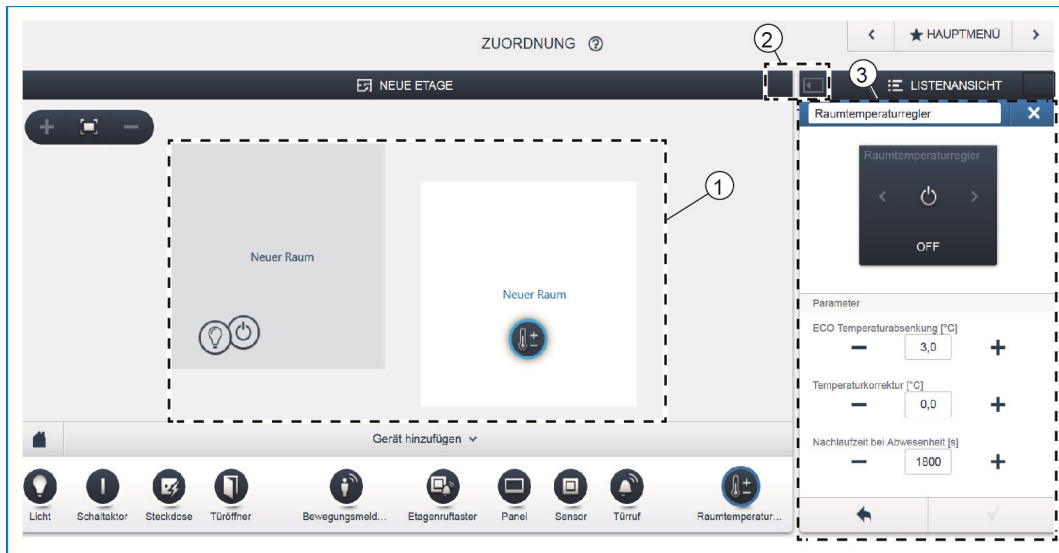 ZUORDNUNG ?
2
< ★ HAUPTMENÜ >
NEUE ETAGE
3
LISTENANSICHT
+ −
Raumtemperaturregler ×
Raumtemperaturregler
1
< >
OFF
Neuer Raum
Neuer Raum
Parameter
ECO Temperaturabsenkung [°C]
− 3,0 +
Temperaturkorrektur [°C]
− 0,0 +
Gerät hinzufügen
Nachlaufzeit bei Abwesenheit [s]
− 1800 +
Licht Schaltaktor Steckdose Türöffner Bewegungsmeld... Etagenruftaster Panel Sensor Türruf Raumtemperatur...